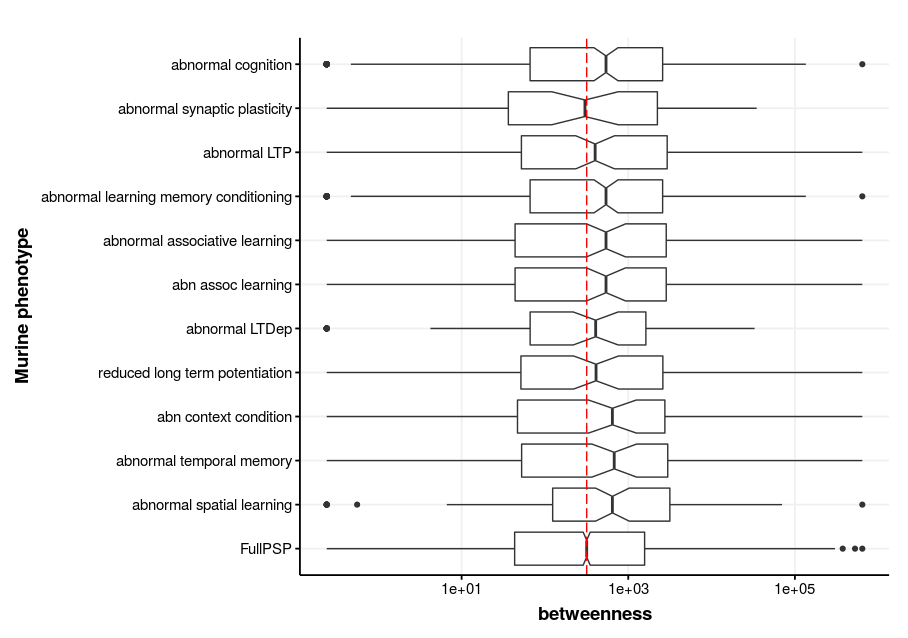 abnormal cognition
abnormal synaptic plasticity
abnormal LTP
abnormal learning memory conditioning
abnormal associative learning
abn assoc learning
abnormal LTDep
reduced long term potentiation
abn context condition
abnormal temporal memory
abnormal spatial learning
FullPSP
Murine phenotype
1e+01 1e+03 1e+05
betweenness